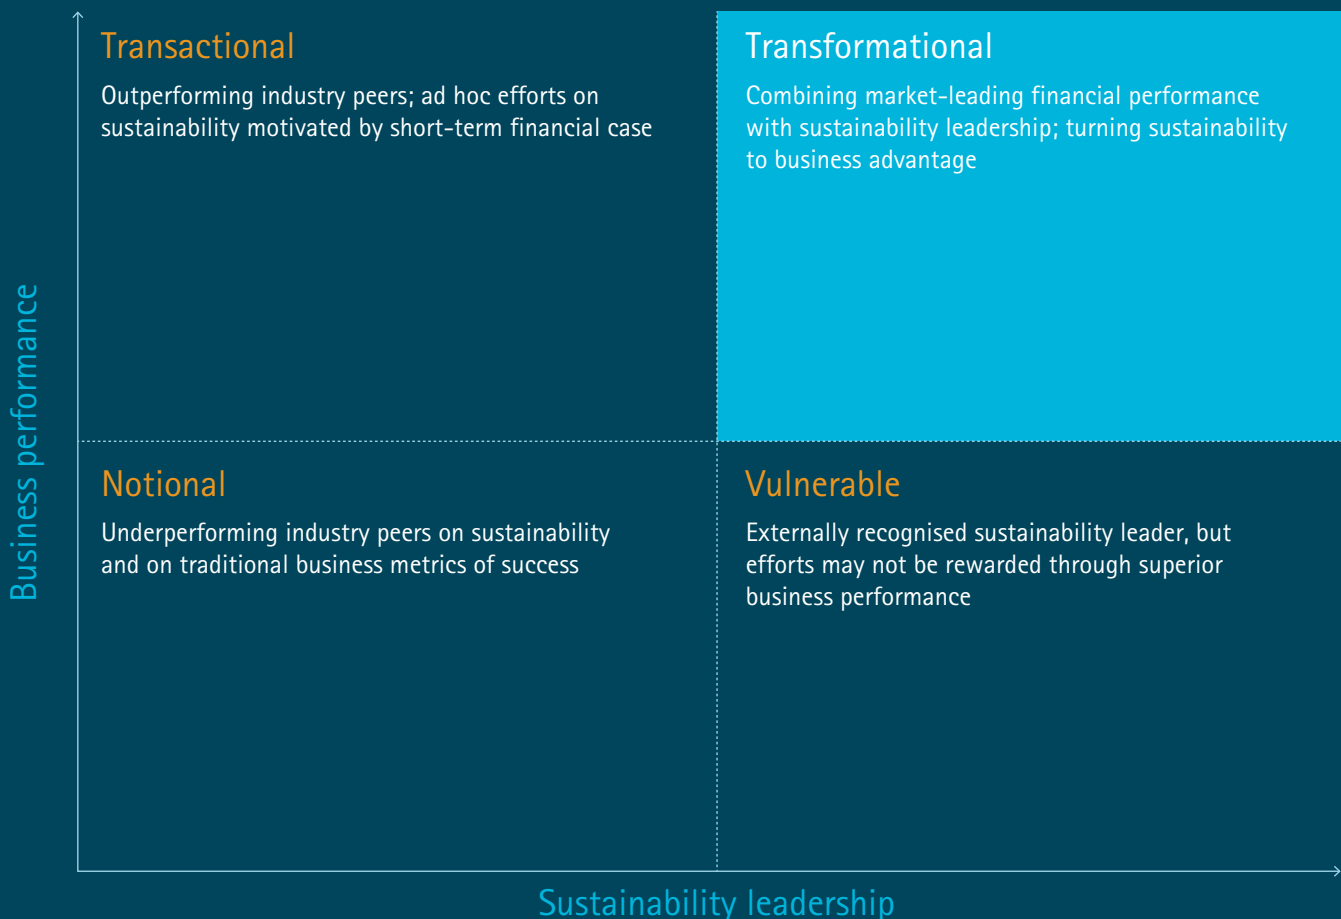 Transactional
Outperforming industry peers; ad hoc efforts on
sustainability motivated by short-term financial case
Transformational
Combining market-leading financial performance
with sustainability leadership; turning sustainability
to business advantage
Business performance
Notional
Underperforming industry peers on sustainability
and on traditional business metrics of success
Vulnerable
Externally recognised sustainability leader, but
efforts may not be rewarded through superior
business performance
Sustainability leadership